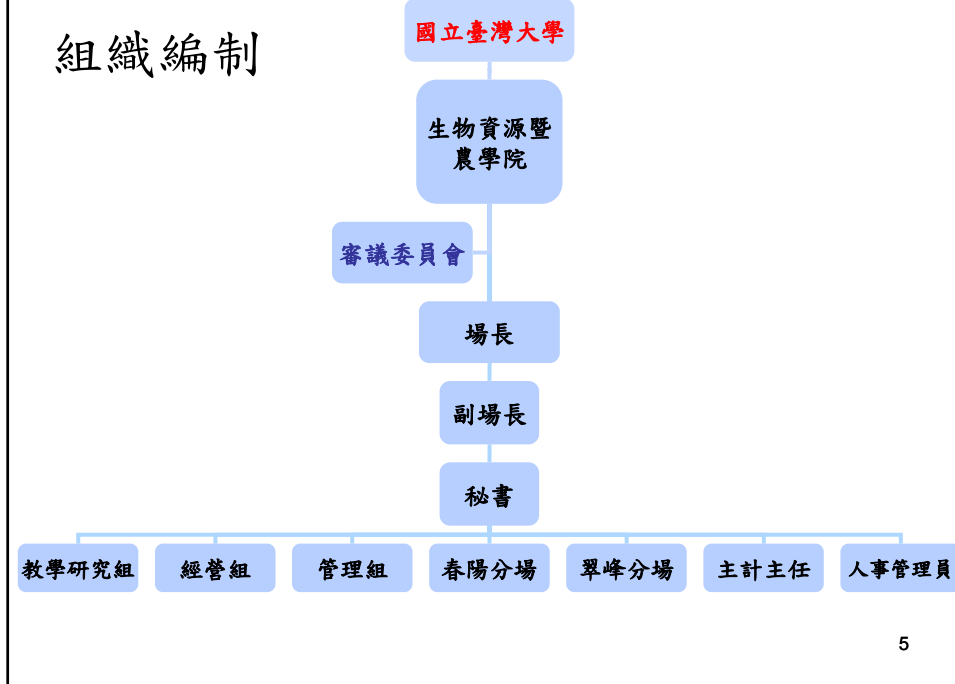 組織編制
國立臺灣大學
生物資源暨
農學院
審議委員會
場長
副場長
秘書
教學研究組
經營組
管理組
春陽分場
翠峰分場
主計主任
人事管理員
5